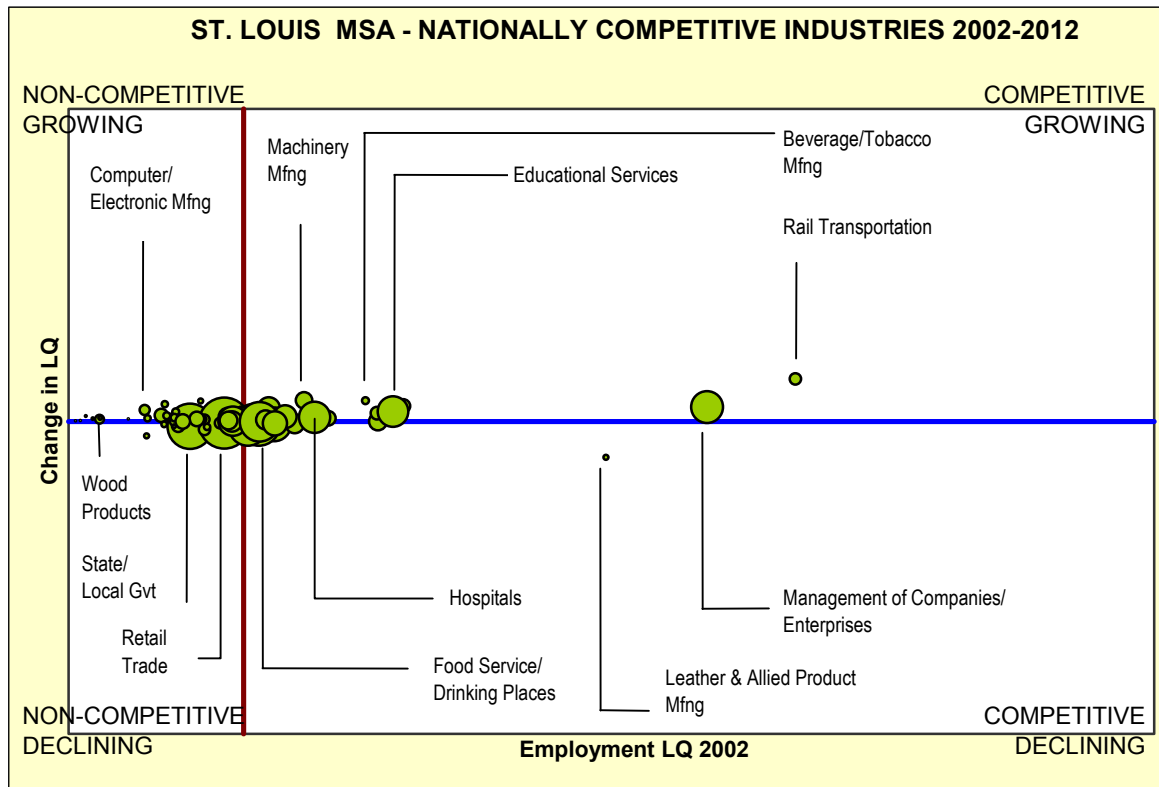 ST. LOUIS  MSA - NATIONALLY COMPETITIVE INDUSTRIES 2002-2012
NON-COMPETITIVE
GROWING
COMPETITIVE
GROWING
Machinery
Mfng
Beverage/Tobacco
Mfng
Computer/
Electronic Mfng
Educational Services
Rail Transportation
Change in LQ
Wood
Products
State/
Local Gvt
Retail
Trade
Hospitals
Food Service/
Drinking Places
Management of Companies/
Enterprises
Leather & Allied Product
Mfng
NON-COMPETITIVE
DECLINING
Employment LQ 2002
COMPETITIVE
DECLINING